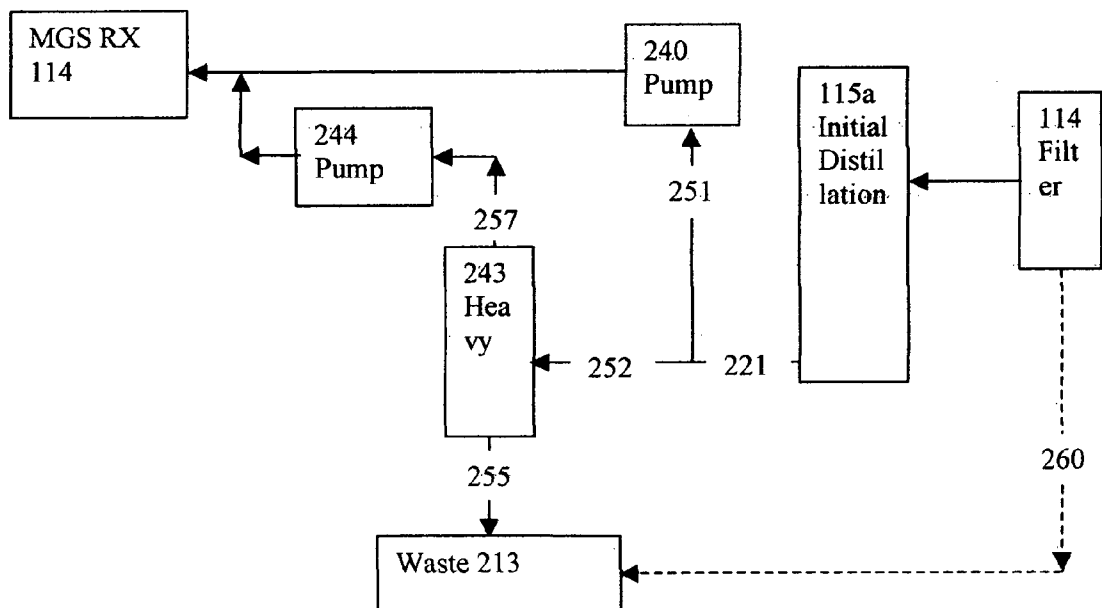 MGS RX
114
240
Pump
115a
Initial
Distil
lation
114
Filt
er
244
Pump
251
257
243
Hea
vy
252
221
255
260
Waste 213